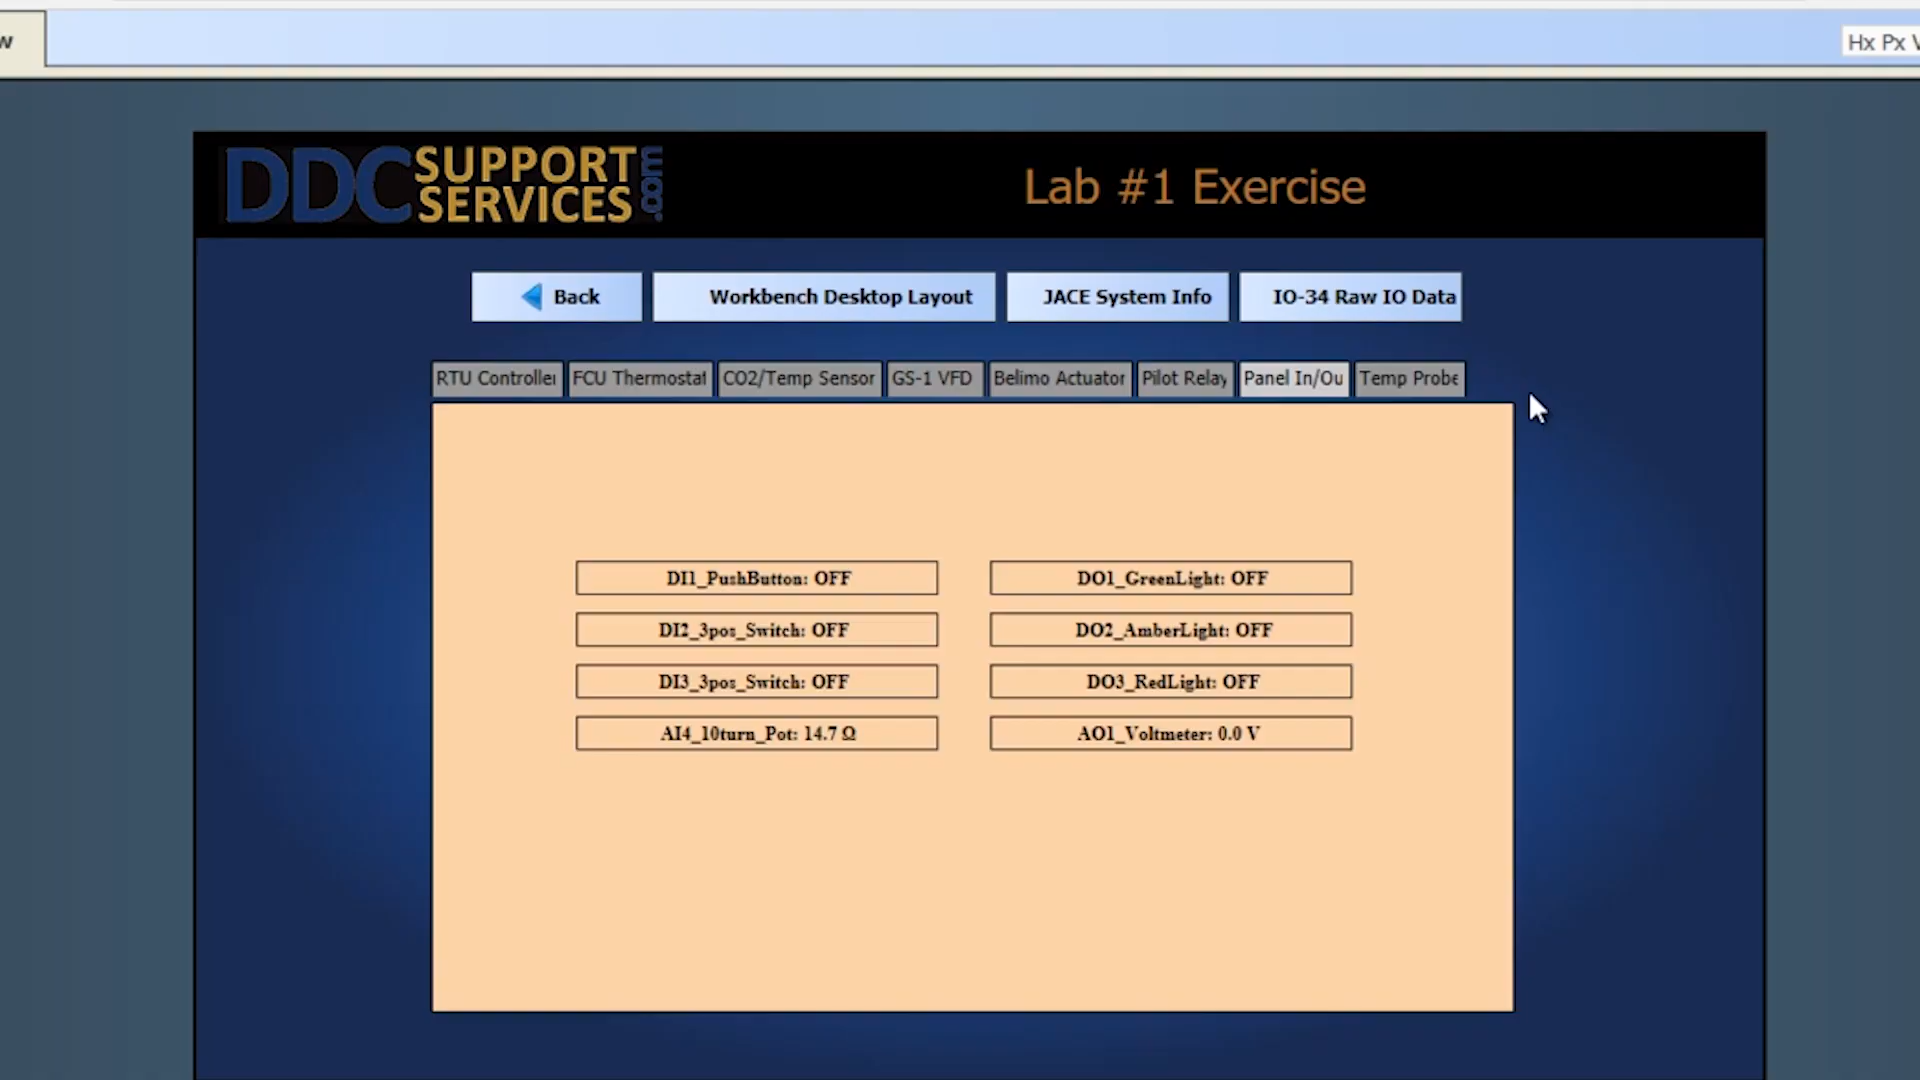 w
Hx Px V
DDC SUPPORT SERVICES .com
Lab #1 Exercise
Back
Workbench Desktop Layout
JACE System Info
IO-34 Raw IO Data
RTU Controller
FCU Thermostat
CO2/Temp Sensor
GS-1 VFD
Belimo Actuator
Pilot Relay
Panel In/Ou
Temp Probe
DI1_PushButton: OFF
DO1_GreenLight: OFF
DI2_3pos_Switch: OFF
DO2_AmberLight: OFF
DI3_3pos_Switch: OFF
DO3_RedLight: OFF
AI4_10turn_Pot: 14.7 Ω
AO1_Voltmeter: 0.0 V